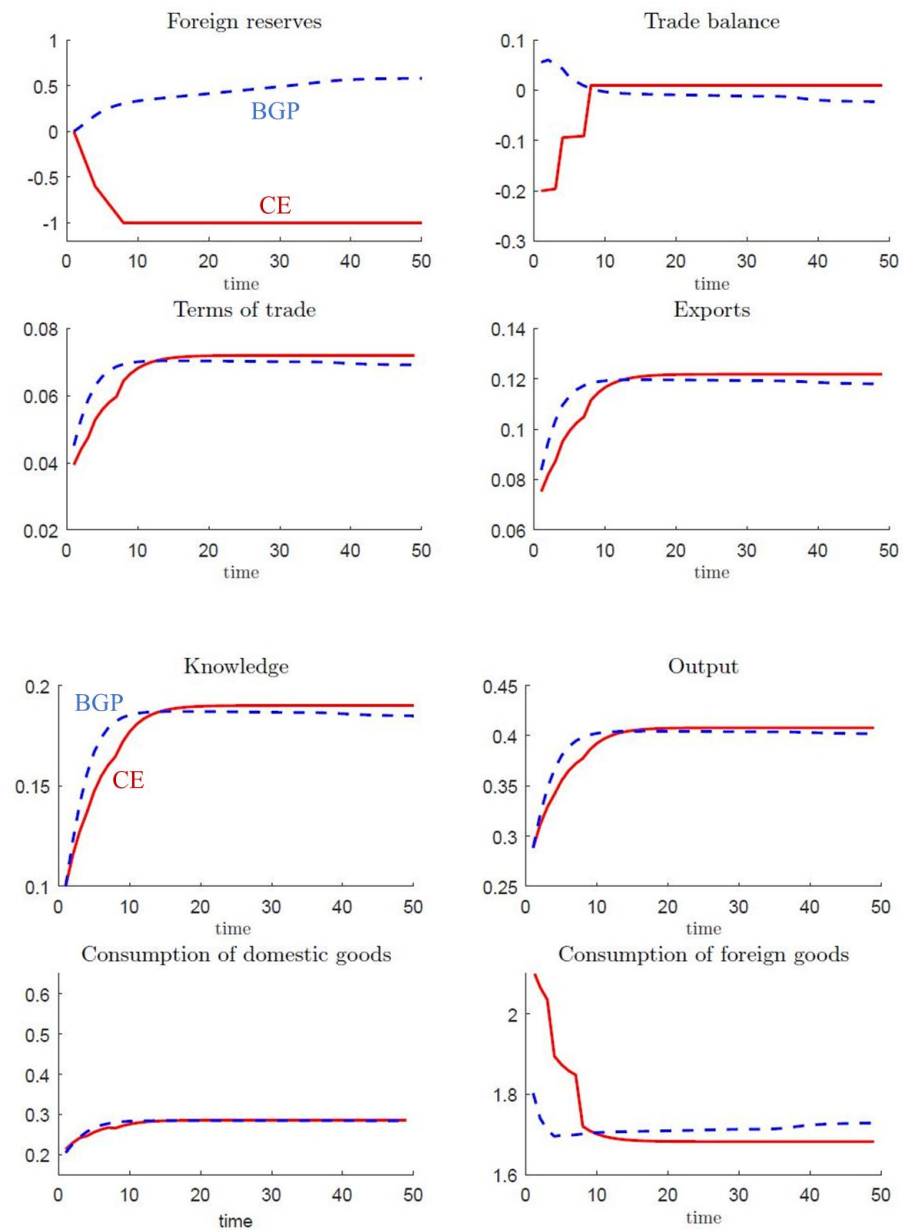 Foreign reserves
1
0.5
0
-0.5
-1
BGP
CE
0 10 20 30 40 50
time
Trade balance
0.1
0
-0.1
-0.2
-0.3
0 10 20 30 40 50
time
Terms of trade
0.08
0.06
0.04
0.02
0 10 20 30 40 50
time
Exports
0.14
0.12
0.1
0.08
0.06
0 10 20 30 40 50
time
Knowledge
0.2
0.15
0.1
BGP
CE
0 10 20 30 40 50
time
Output
0.45
0.4
0.35
0.3
0.25
0 10 20 30 40 50
time
Consumption of domestic goods
0.6
0.5
0.4
0.3
0.2
0 10 20 30 40 50
time
Consumption of foreign goods
2
1.8
1.6
0 10 20 30 40 50
time